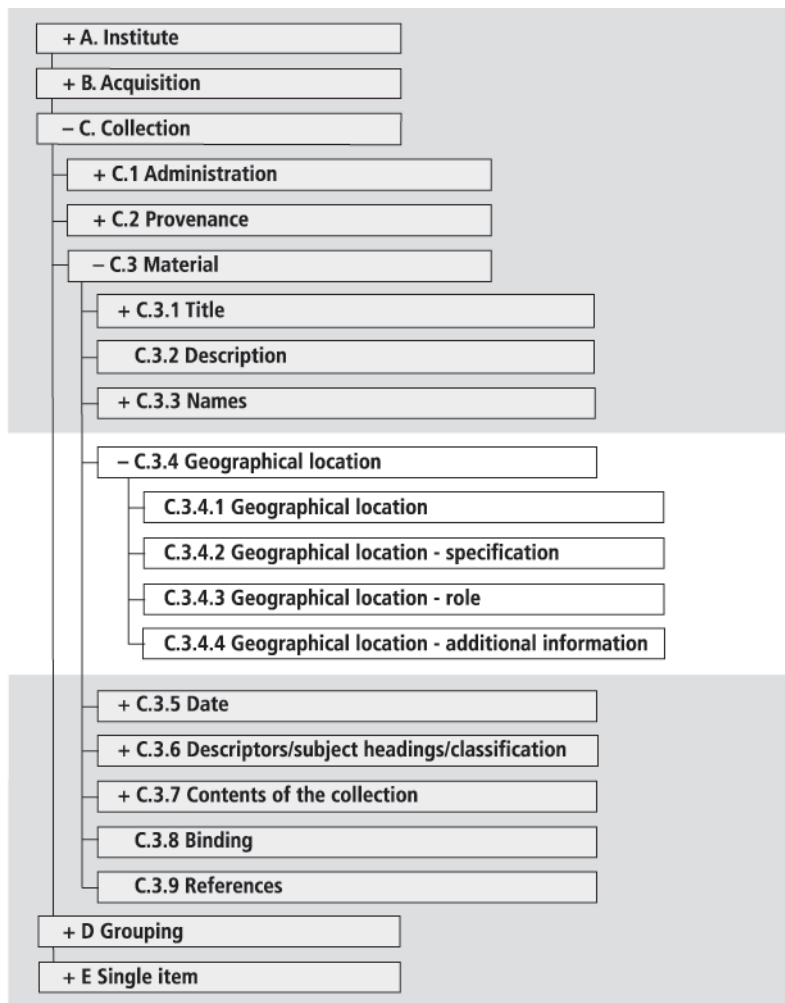 + A. Institute
+ B. Acquisition
– C. Collection
+ C.1 Administration
+ C.2 Provenance
– C.3 Material
+ C.3.1 Title
C.3.2 Description
+ C.3.3 Names
– C.3.4 Geographical location
C.3.4.1 Geographical location
C.3.4.2 Geographical location - specification
C.3.4.3 Geographical location - role
C.3.4.4 Geographical location - additional information
+ C.3.5 Date
+ C.3.6 Descriptors/subject headings/classification
+ C.3.7 Contents of the collection
C.3.8 Binding
C.3.9 References
+ D Grouping
+ E Single item